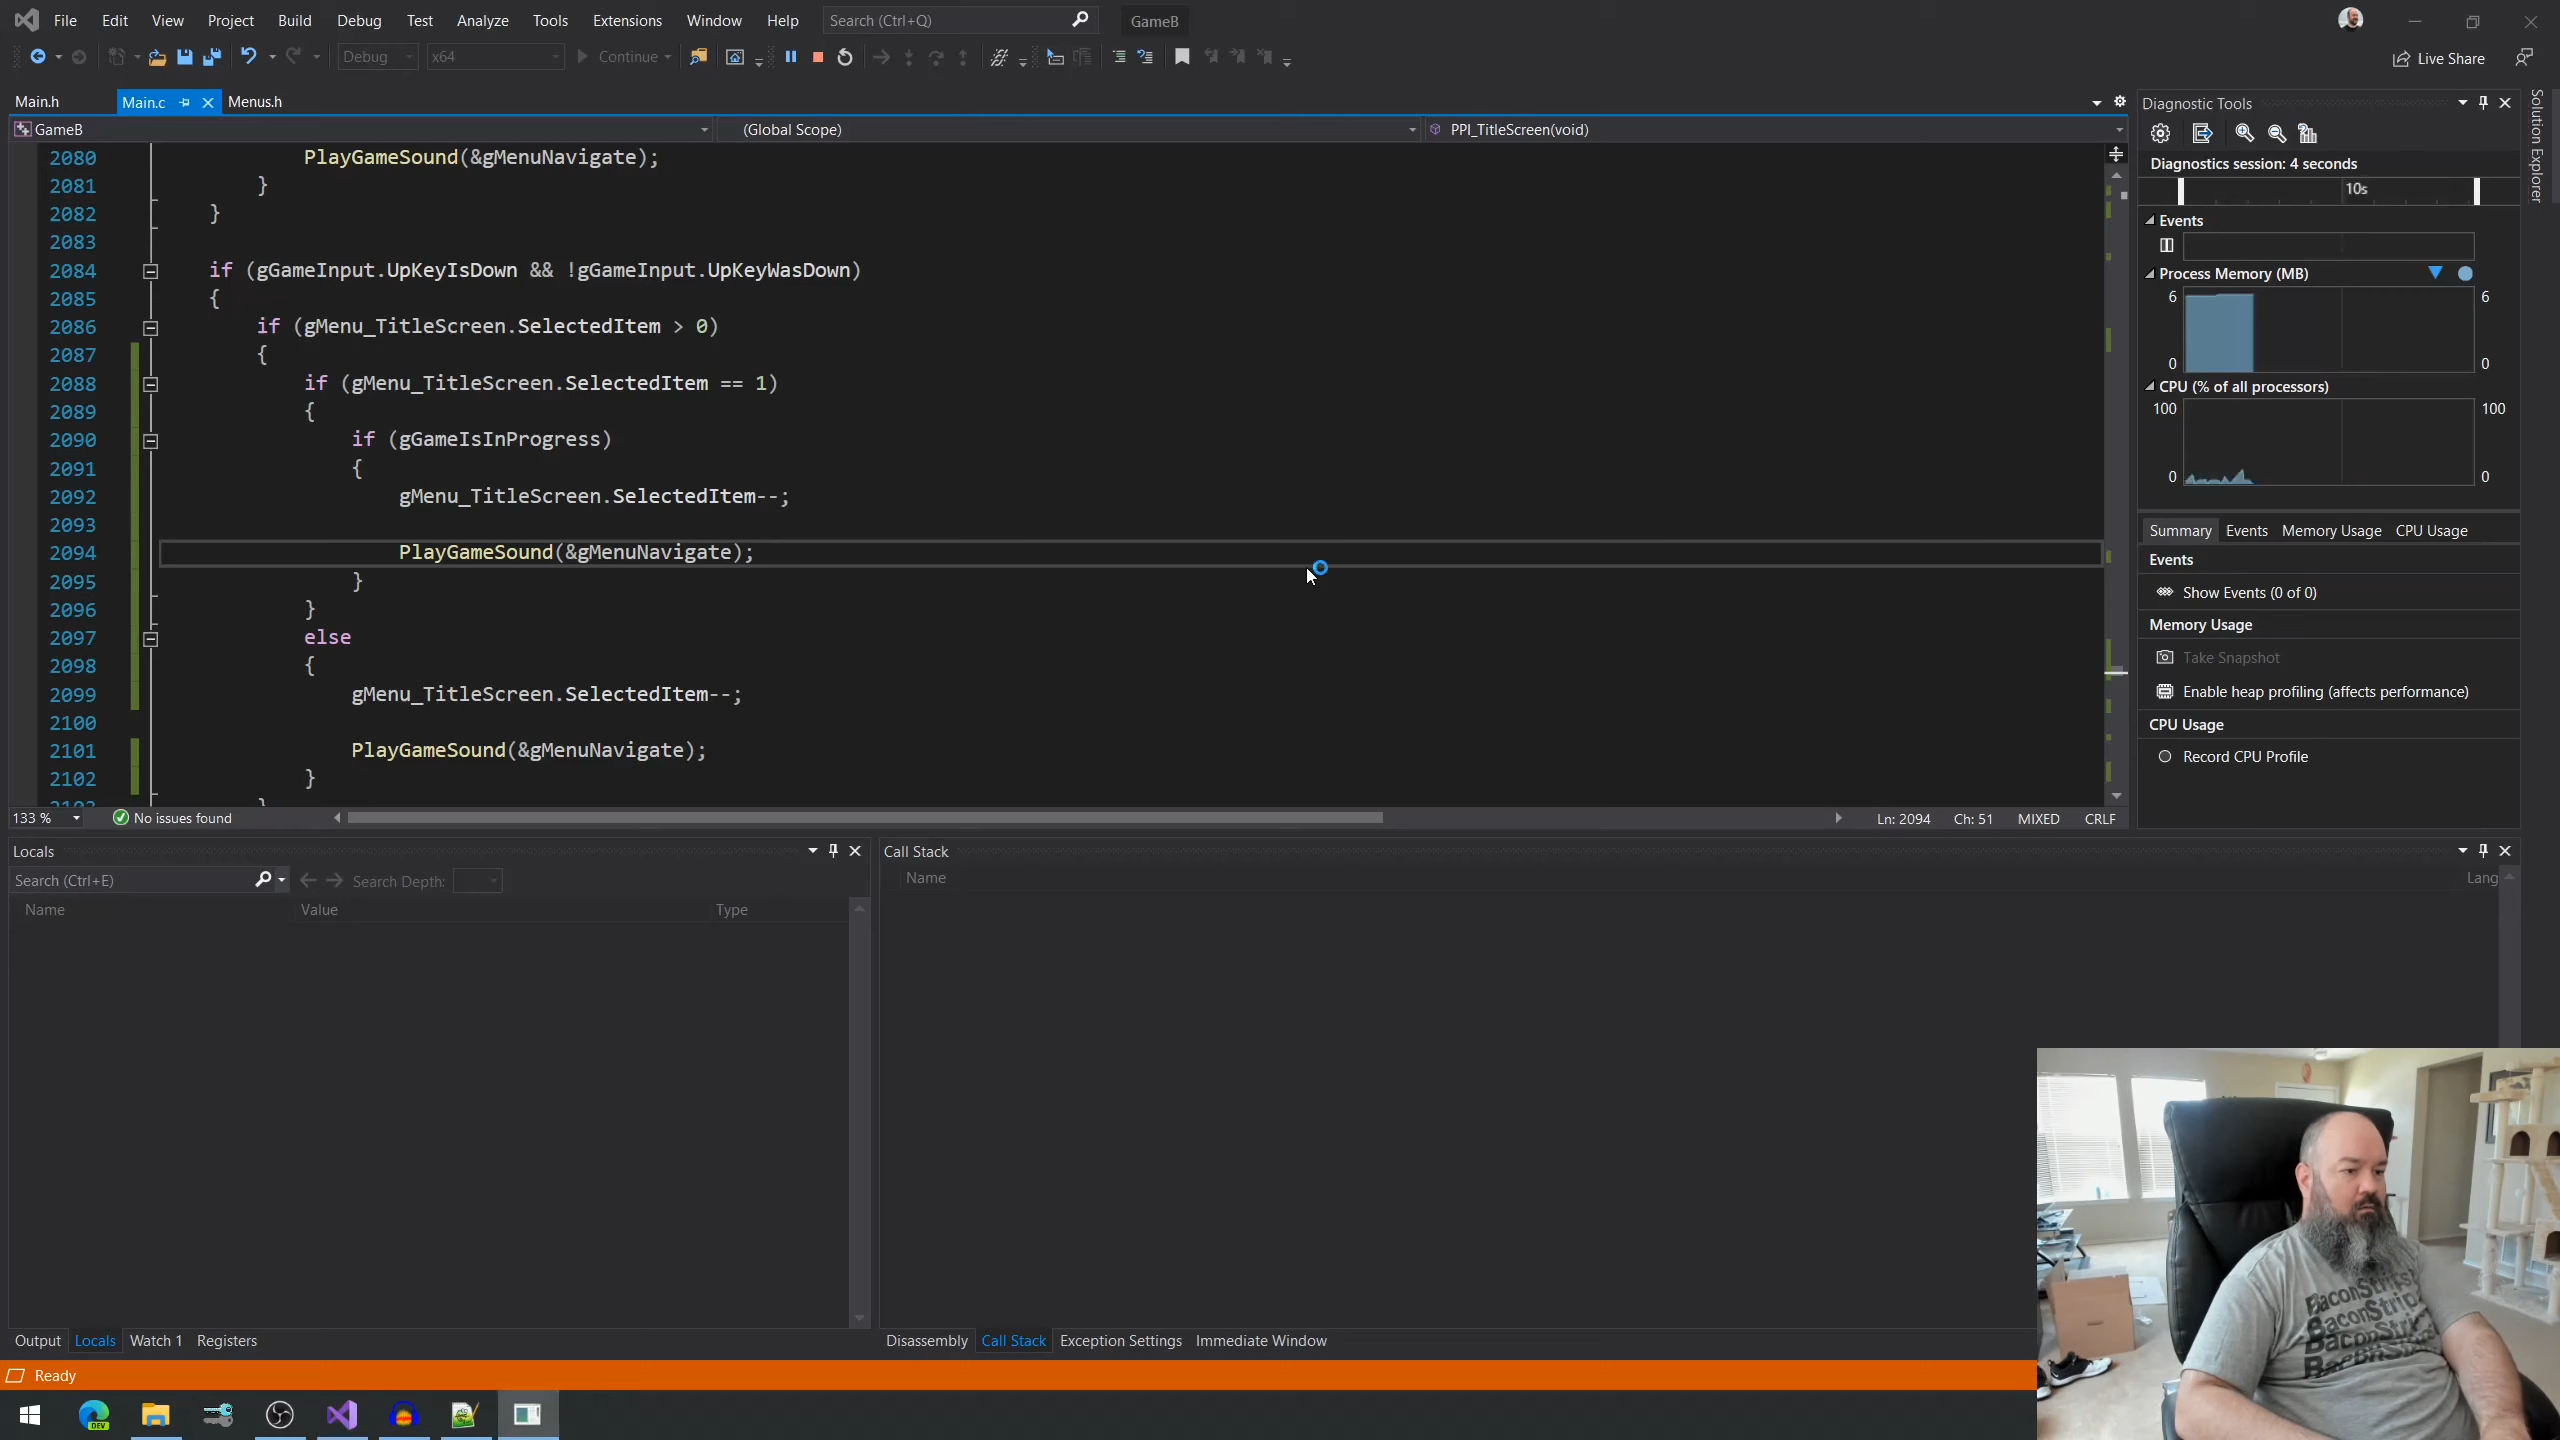 File Edit View Project Build Debug Test Analyze Tools Extensions Window Help Search (Ctrl+Q) GameB
Debug x64 Continue Live Share
Main.h Main.c Menus.h
GameB (Global Scope) PPI_TitleScreen(void)
2080 PlayGameSound(&gMenuNavigate);
2081 }
2082 }
2083
2084 if (gGameInput.UpKeyIsDown && !gGameInput.UpKeyWasDown)
2085 {
2086 if (gMenu_TitleScreen.SelectedItem > 0)
2087 {
2088 if (gMenu_TitleScreen.SelectedItem == 1)
2089 {
2090 if (gGameIsInProgress)
2091 {
2092 gMenu_TitleScreen.SelectedItem--;
2093
2094 PlayGameSound(&gMenuNavigate);
2095 }
2096 }
2097 else
2098 {
2099 gMenu_TitleScreen.SelectedItem--;
2100
2101 PlayGameSound(&gMenuNavigate);
2102 }
133 % No issues found Ln: 2094 Ch: 51 MIXED CRLF
Diagnostic Tools
Diagnostics session: 4 seconds
10s
Events
Process Memory (MB)
6 6
0 0
CPU (% of all processors)
100 100
0 0
Summary Events Memory Usage CPU Usage
Events
Show Events (0 of 0)
Memory Usage
Take Snapshot
Enable heap profiling (affects performance)
CPU Usage
Record CPU Profile
Solution Explorer
Locals
Search (Ctrl+E) Search Depth:
Name Value Type
Output Locals Watch 1 Registers
Call Stack
Name Lang
Disassembly Call Stack Exception Settings Immediate Window
Ready
DEV
BaconStrips
BaconStrip
BaconStri
BaconS